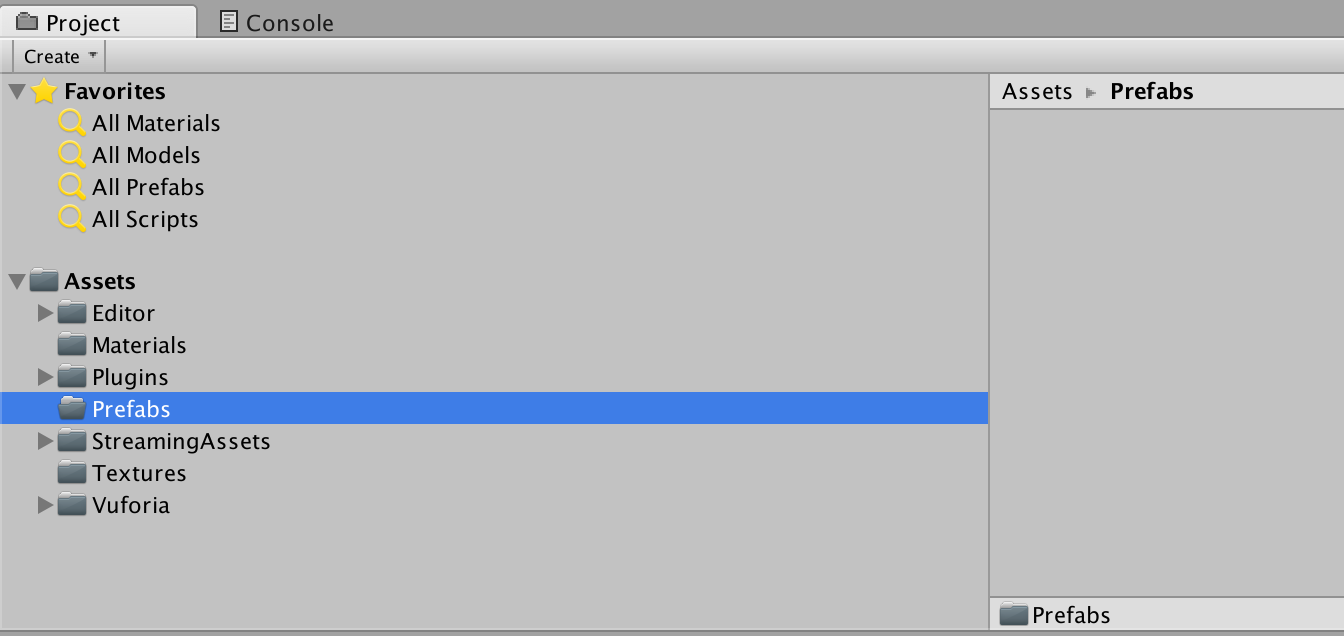 Project Console
Create
Favorites
All Materials
All Models
All Prefabs
All Scripts
Assets
Editor
Materials
Plugins
Prefabs
StreamingAssets
Textures
Vuforia
Assets Prefabs
Prefabs